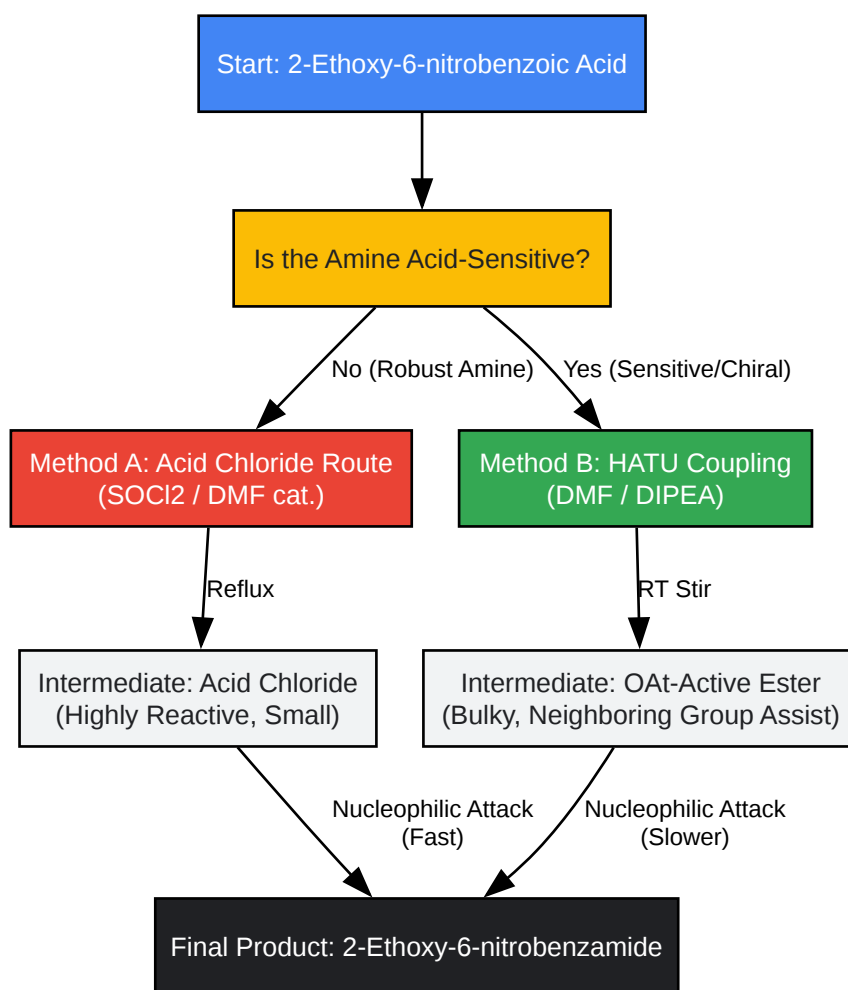 Start: 2-Ethoxy-6-nitrobenzoic Acid
Is the Amine Acid-Sensitive?
No (Robust Amine)
Yes (Sensitive/Chiral)
Method A: Acid Chloride Route
(SOCl2 / DMF cat.)
Method B: HATU Coupling
(DMF / DIPEA)
Reflux
RT Stir
Intermediate: Acid Chloride
(Highly Reactive, Small)
Intermediate: OAt-Active Ester
(Bulky, Neighboring Group Assist)
Nucleophilic Attack
(Fast)
Nucleophilic Attack
(Slower)
Final Product: 2-Ethoxy-6-nitrobenzamide